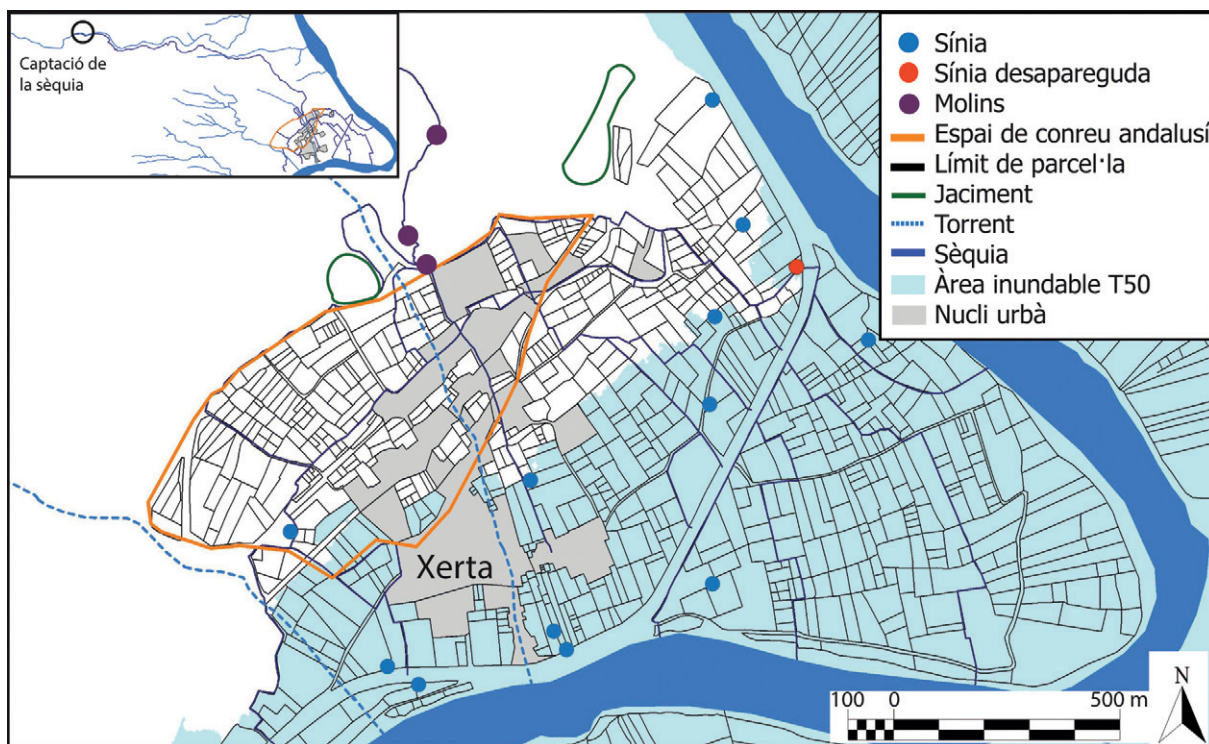 Captació de
la sèquia
Sínia
Sínia desapareguda
Molins
Espai de conreu andalusí
Límit de parcel·la
Jaciment
Torrent
Sèquia
Àrea inundable T50
Nucli urbà
Xerta
100 0 500 m
N